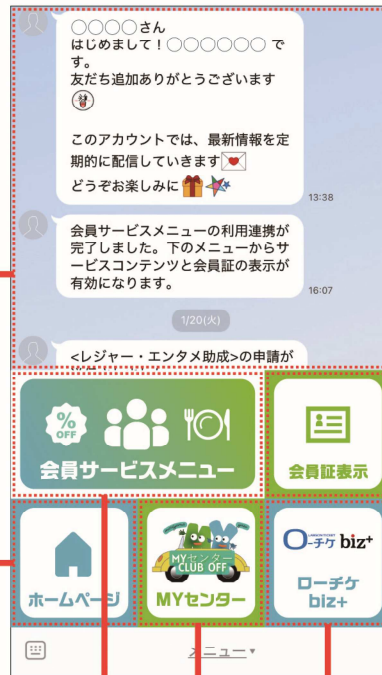 ○○○○さん
はじめまして！○○○○○○ で
す。
友だち追加ありがとうございます
このアカウントでは、最新情報を定
期的に配信していきます
どうぞお楽しみに
13:38
会員サービスメニューの利用連携が
完了しました。下のメニューからサ
ービスコンテンツと会員証の表示が
有効になります。
16:07
1/20(火)
<レジャー・エンタメ助成>の申請が
% OFF
会員サービスメニュー
会員証表示
ホームページ
MYセンター
CLUB OFF
MYセンター
ローチケ biz+
ローチケ
biz+
メニュー▼